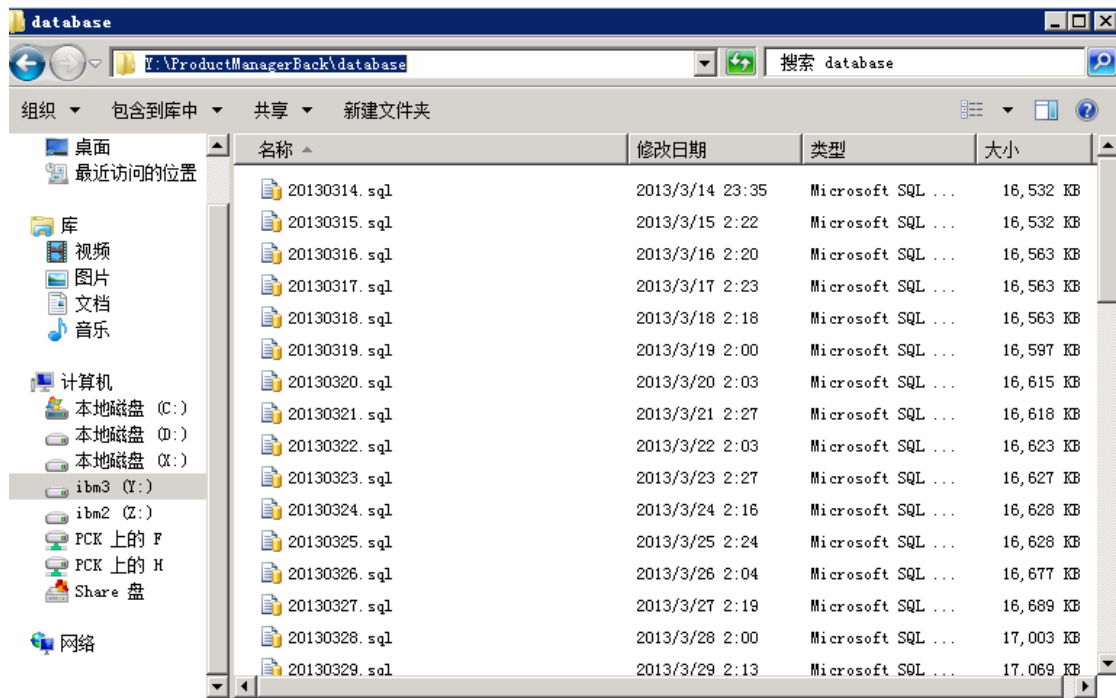 database
Y:\ProductManagerBack\database
搜索 database
组织 包含到库中 共享 新建文件夹
桌面
最近访问的位置
库
视频
图片
文档
音乐
计算机
本地磁盘 (C:)
本地磁盘 (D:)
本地磁盘 (X:)
ibm3 (Y:)
ibm2 (Z:)
PCK 上的 F
PCK 上的 H
Share 盘
网络
名称 修改日期 类型 大小
20130314.sql 2013/3/14 23:35 Microsoft SQL ... 16,532 KB
20130315.sql 2013/3/15 2:22 Microsoft SQL ... 16,532 KB
20130316.sql 2013/3/16 2:20 Microsoft SQL ... 16,563 KB
20130317.sql 2013/3/17 2:23 Microsoft SQL ... 16,563 KB
20130318.sql 2013/3/18 2:18 Microsoft SQL ... 16,563 KB
20130319.sql 2013/3/19 2:00 Microsoft SQL ... 16,597 KB
20130320.sql 2013/3/20 2:03 Microsoft SQL ... 16,615 KB
20130321.sql 2013/3/21 2:27 Microsoft SQL ... 16,618 KB
20130322.sql 2013/3/22 2:03 Microsoft SQL ... 16,623 KB
20130323.sql 2013/3/23 2:27 Microsoft SQL ... 16,627 KB
20130324.sql 2013/3/24 2:16 Microsoft SQL ... 16,628 KB
20130325.sql 2013/3/25 2:24 Microsoft SQL ... 16,628 KB
20130326.sql 2013/3/26 2:04 Microsoft SQL ... 16,677 KB
20130327.sql 2013/3/27 2:19 Microsoft SQL ... 16,689 KB
20130328.sql 2013/3/28 2:00 Microsoft SQL ... 17,003 KB
20130329.sql 2013/3/29 2:13 Microsoft SQL ... 17,069 KB